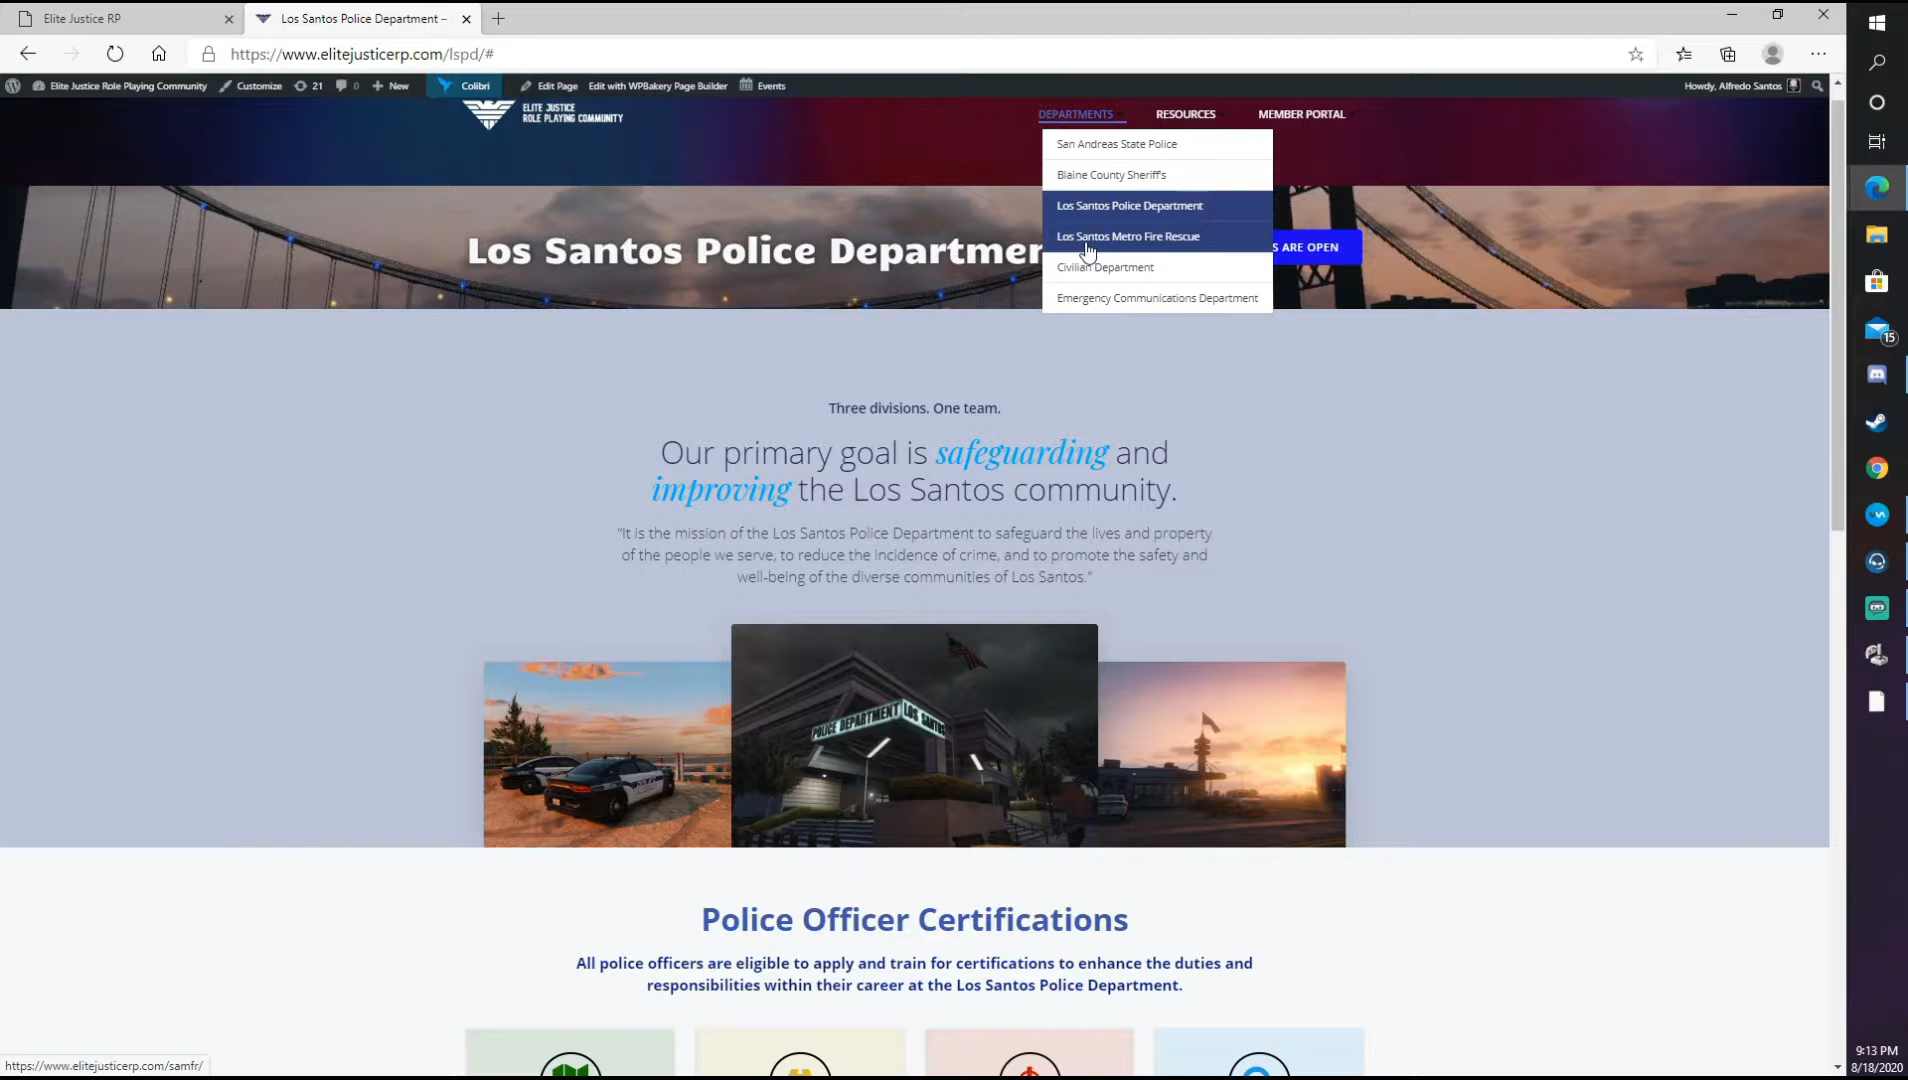 Elite Justice RP
Los Santos Police Department –
https://www.elitejusticerp.com/lspd/#
Elite Justice Role Playing Community
Customize
21
0
New
Colibri
Edit Page
Edit with WPBakery Page Builder
Events
Howdy, Alfredo Santos
ELITE JUSTICE
ROLE PLAYING COMMUNITY
DEPARTMENTS
RESOURCES
MEMBER PORTAL
San Andreas State Police
Blaine County Sheriff's
Los Santos Police Department
Los Santos Metro Fire Rescue
Civilian Department
Emergency Communications Department
Los Santos Police Departmen
S ARE OPEN
Three divisions. One team.
Our primary goal is safeguarding and
improving the Los Santos community.
"It is the mission of the Los Santos Police Department to safeguard the lives and property
of the people we serve, to reduce the incidence of crime, and to promote the safety and
well-being of the diverse communities of Los Santos."
POLICE DEPARTMENT LOS SANTOS
POLICE
Police Officer Certifications
All police officers are eligible to apply and train for certifications to enhance the duties and
responsibilities within their career at the Los Santos Police Department.
https://www.elitejusticerp.com/samfr/
15
9:13 PM
8/18/2020